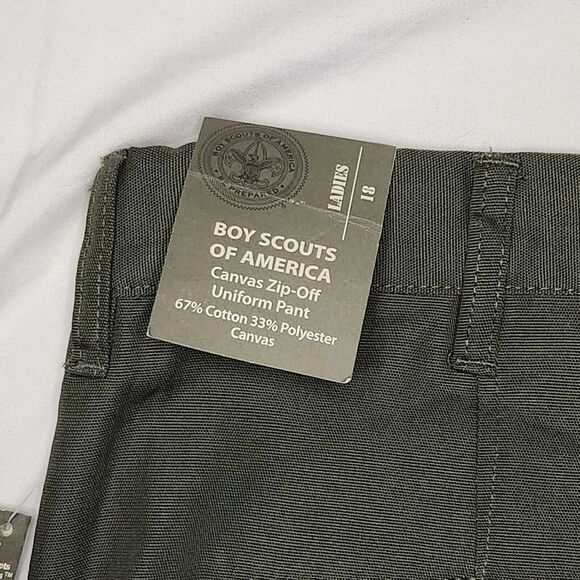 BOY SCOUTS OF AMERICA
BE PREPARED
LADIES
18
BOY SCOUTS
OF AMERICA
Canvas Zip-Off
Uniform Pant
67% Cotton 33% Polyester
Canvas